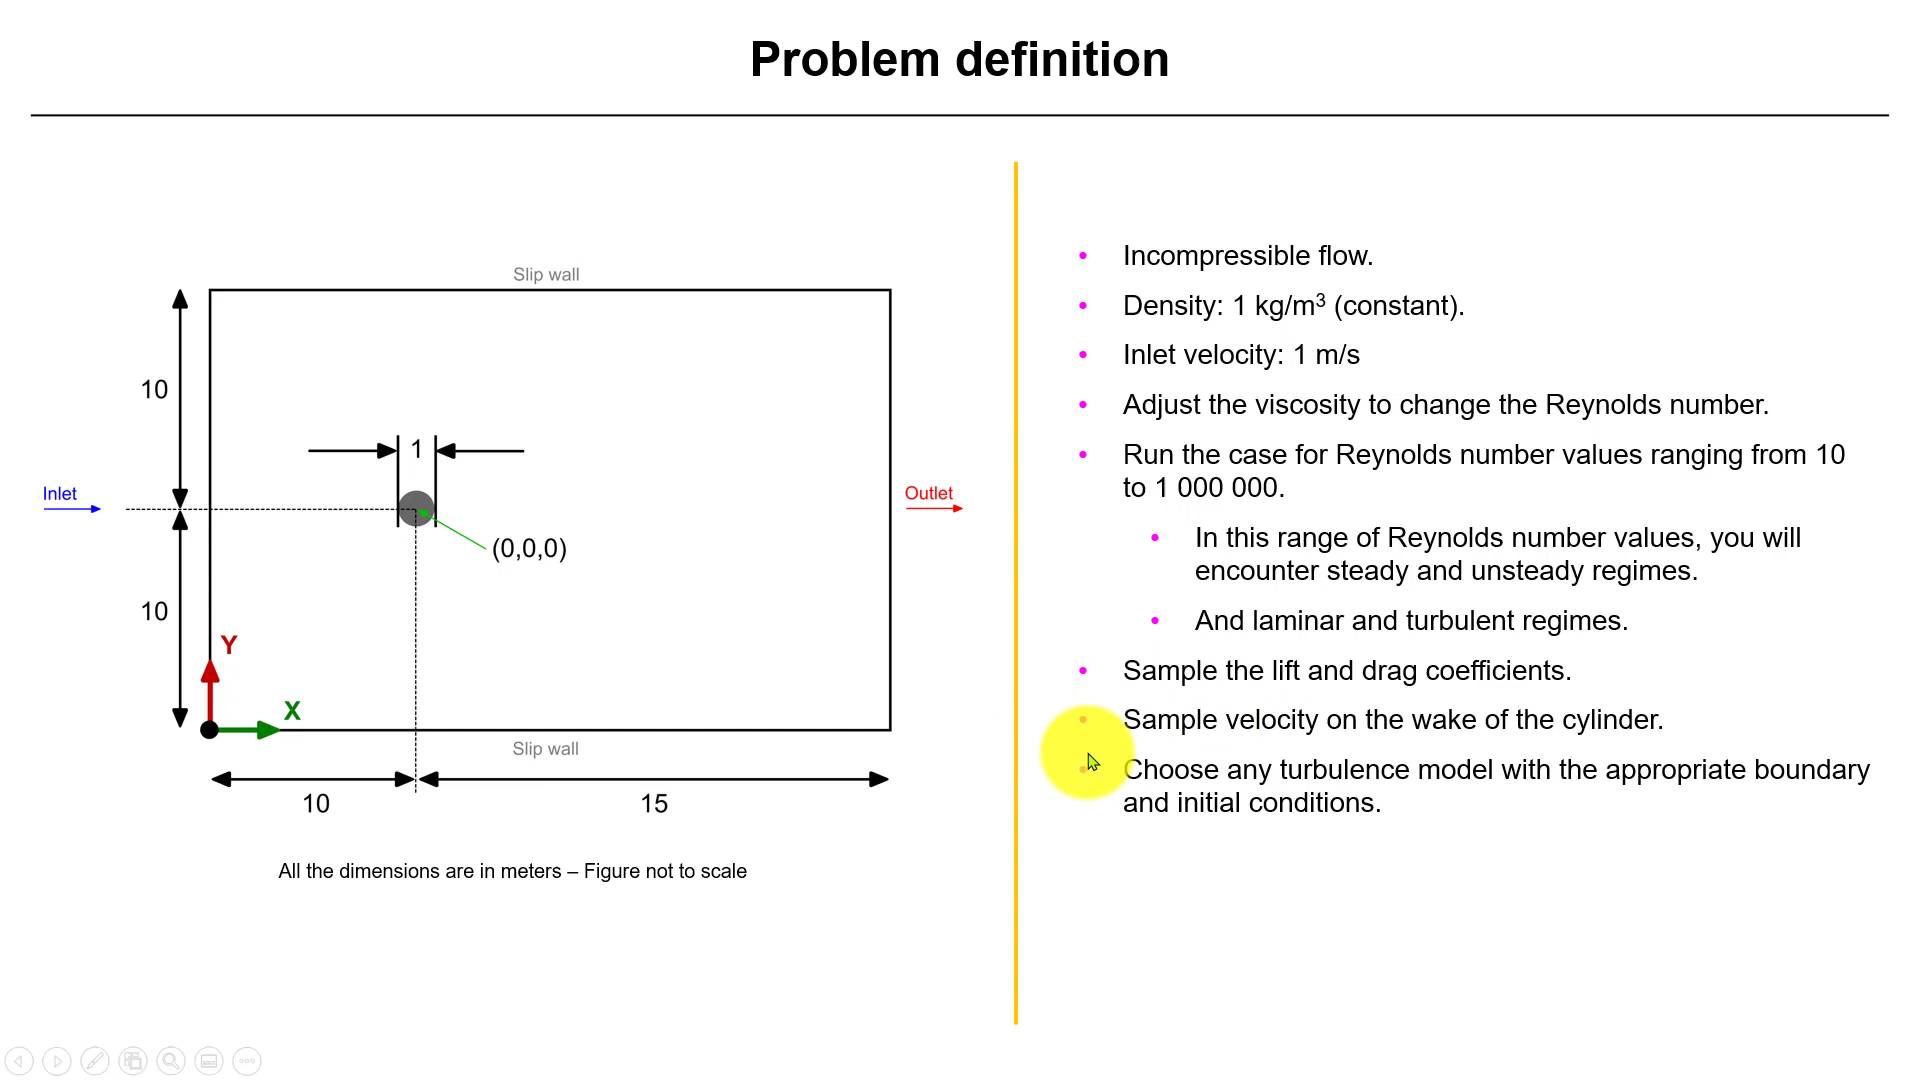 Problem definition
Slip wall
10
1
Inlet
Outlet
(0,0,0)
10
Y
X
Slip wall
10
15
All the dimensions are in meters – Figure not to scale
• Incompressible flow.
• Density: 1 kg/m³ (constant).
• Inlet velocity: 1 m/s
• Adjust the viscosity to change the Reynolds number.
• Run the case for Reynolds number values ranging from 10
to 1 000 000.
• In this range of Reynolds number values, you will
encounter steady and unsteady regimes.
• And laminar and turbulent regimes.
• Sample the lift and drag coefficients.
• Sample velocity on the wake of the cylinder.
• Choose any turbulence model with the appropriate boundary
and initial conditions.